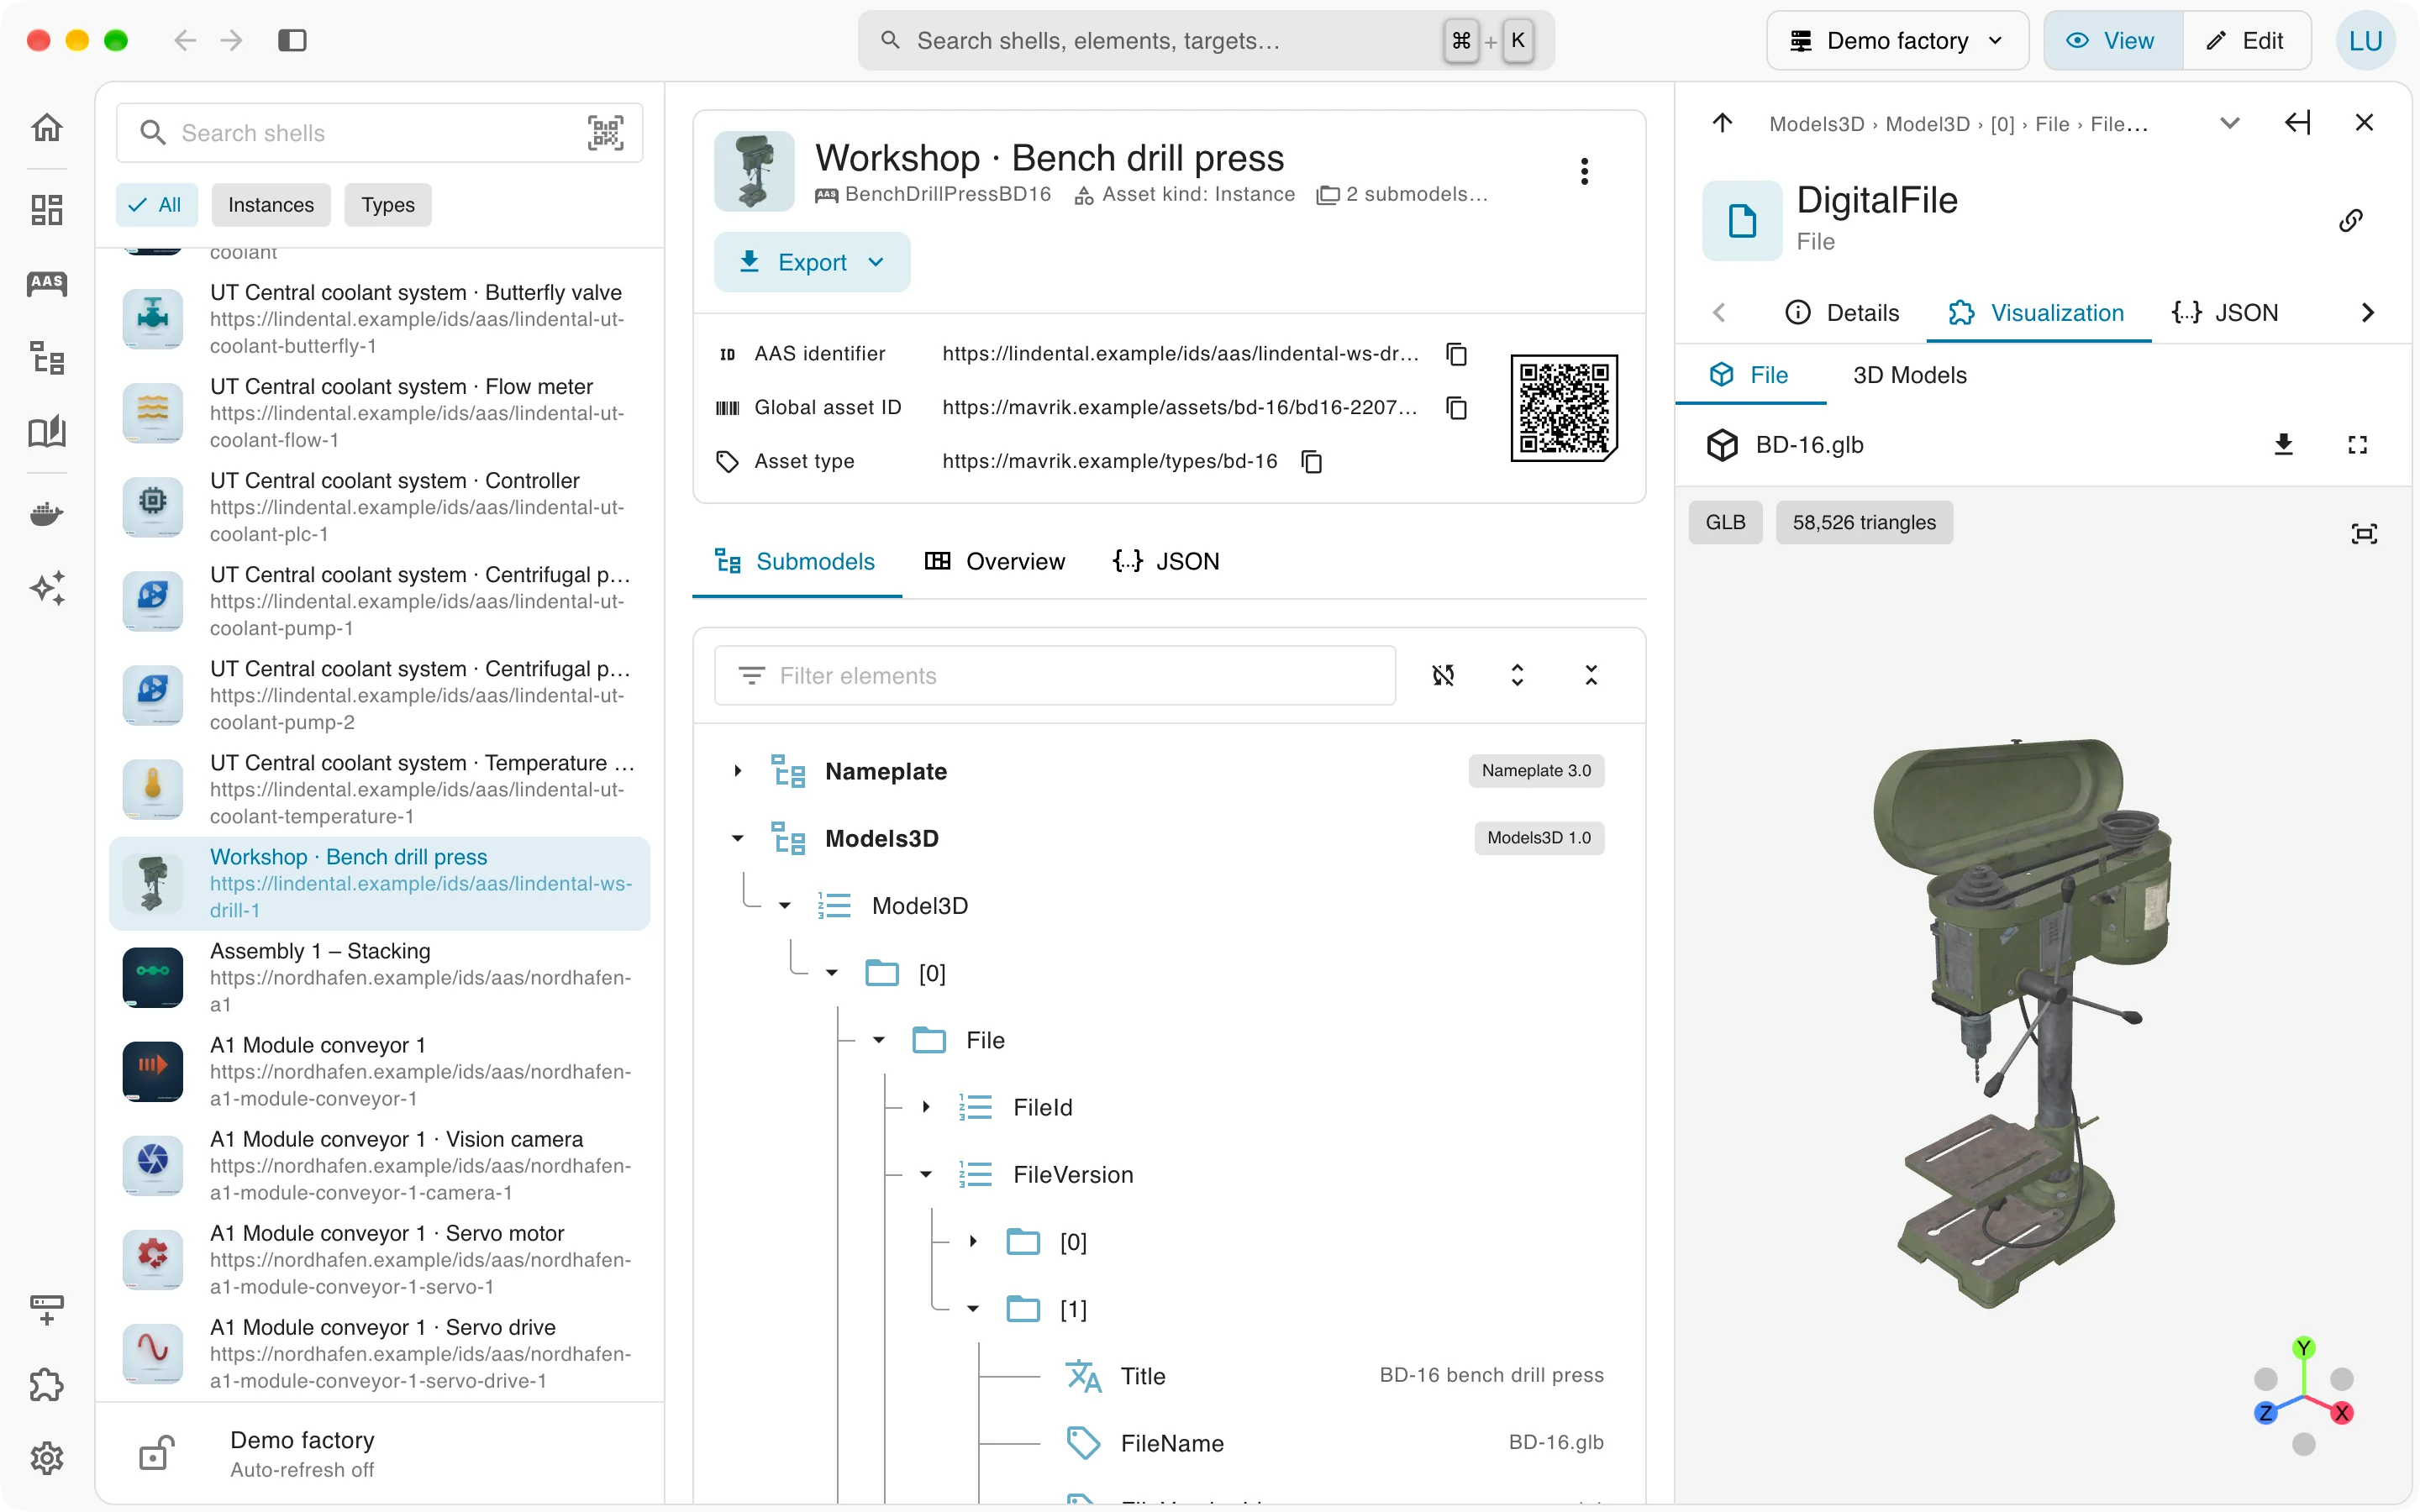 Search shells, elements, targets…
⌘ + K
Demo factory
View
Edit
LU
AAS
Search shells
All
Instances
Types
coolant
UT Central coolant system · Butterfly valve
https://lindental.example/ids/aas/lindental-ut-
coolant-butterfly-1
UT Central coolant system · Flow meter
https://lindental.example/ids/aas/lindental-ut-
coolant-flow-1
UT Central coolant system · Controller
https://lindental.example/ids/aas/lindental-ut-
coolant-plc-1
UT Central coolant system · Centrifugal p…
https://lindental.example/ids/aas/lindental-ut-
coolant-pump-1
UT Central coolant system · Centrifugal p…
https://lindental.example/ids/aas/lindental-ut-
coolant-pump-2
UT Central coolant system · Temperature …
https://lindental.example/ids/aas/lindental-ut-
coolant-temperature-1
Workshop · Bench drill press
https://lindental.example/ids/aas/lindental-ws-
drill-1
Assembly 1 – Stacking
https://nordhafen.example/ids/aas/nordhafen-
a1
A1 Module conveyor 1
https://nordhafen.example/ids/aas/nordhafen-
a1-module-conveyor-1
A1 Module conveyor 1 · Vision camera
https://nordhafen.example/ids/aas/nordhafen-
a1-module-conveyor-1-camera-1
A1 Module conveyor 1 · Servo motor
https://nordhafen.example/ids/aas/nordhafen-
a1-module-conveyor-1-servo-1
A1 Module conveyor 1 · Servo drive
https://nordhafen.example/ids/aas/nordhafen-
a1-module-conveyor-1-servo-drive-1
Demo factory
Auto-refresh off
Workshop · Bench drill press
AAS BenchDrillPressBD16 Asset kind: Instance 2 submodels…
Export
ID AAS identifier https://lindental.example/ids/aas/lindental-ws-dr…
Global asset ID https://mavrik.example/assets/bd-16/bd16-2207…
Asset type https://mavrik.example/types/bd-16
Submodels
Overview
{…} JSON
Filter elements
Nameplate Nameplate 3.0
Models3D Models3D 1.0
Model3D
[0]
File
FileId
FileVersion
[0]
[1]
Title BD-16 bench drill press
FileName BD-16.glb
Models3D › Model3D › [0] › File › File…
DigitalFile
File
Details
Visualization
{…} JSON
File
3D Models
BD-16.glb
GLB
58,526 triangles
Y
Z
X